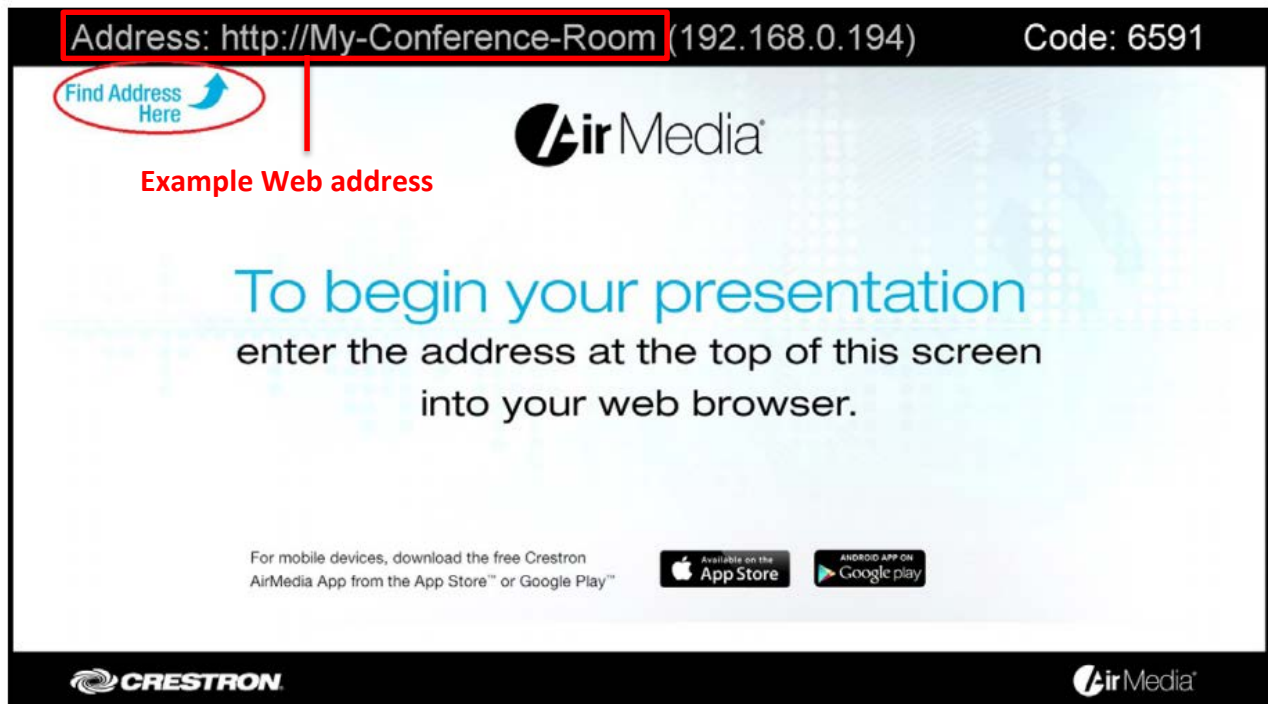 Address: http://My-Conference-Room (192.168.0.194) Code: 6591
Find Address
Here
AirMedia®
Example Web address
To begin your presentation
enter the address at the top of this screen
into your web browser.
For mobile devices, download the free Crestron
AirMedia App from the App Store℠ or Google Play™
Available on the
App Store
ANDROID APP ON
Google play
CRESTRON.
AirMedia®